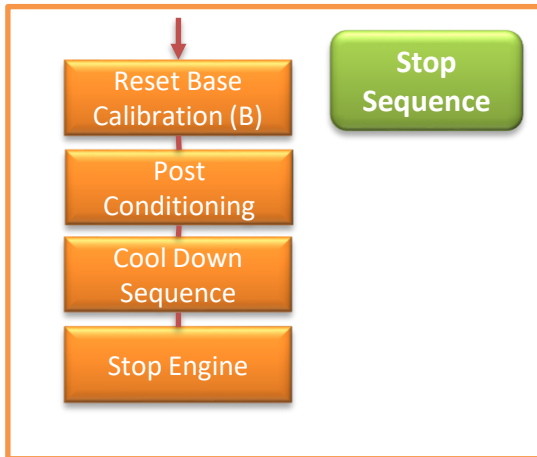 Reset Base
Calibration (B)
Stop
Sequence
Post
Conditioning
Cool Down
Sequence
Stop Engine